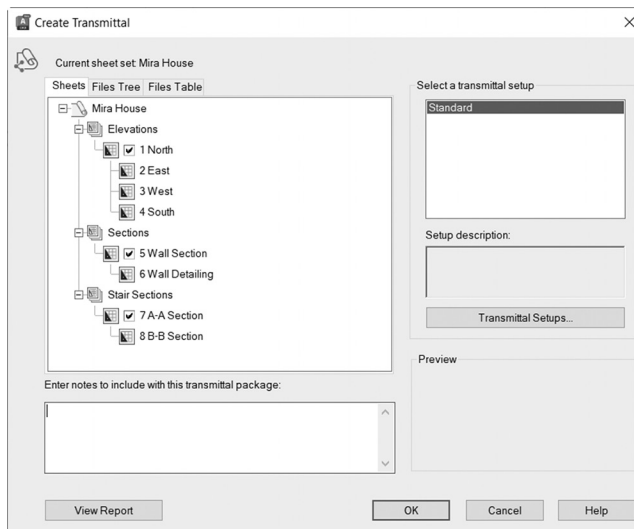 Create Transmittal
Current sheet set: Mira House
Sheets Files Tree Files Table
Mira House
Elevations
1 North
2 East
3 West
4 South
Sections
5 Wall Section
6 Wall Detailing
Stair Sections
7 A-A Section
8 B-B Section
Enter notes to include with this transmittal package:
Select a transmittal setup
Standard
Setup description:
Transmittal Setups...
Preview
View Report OK Cancel Help